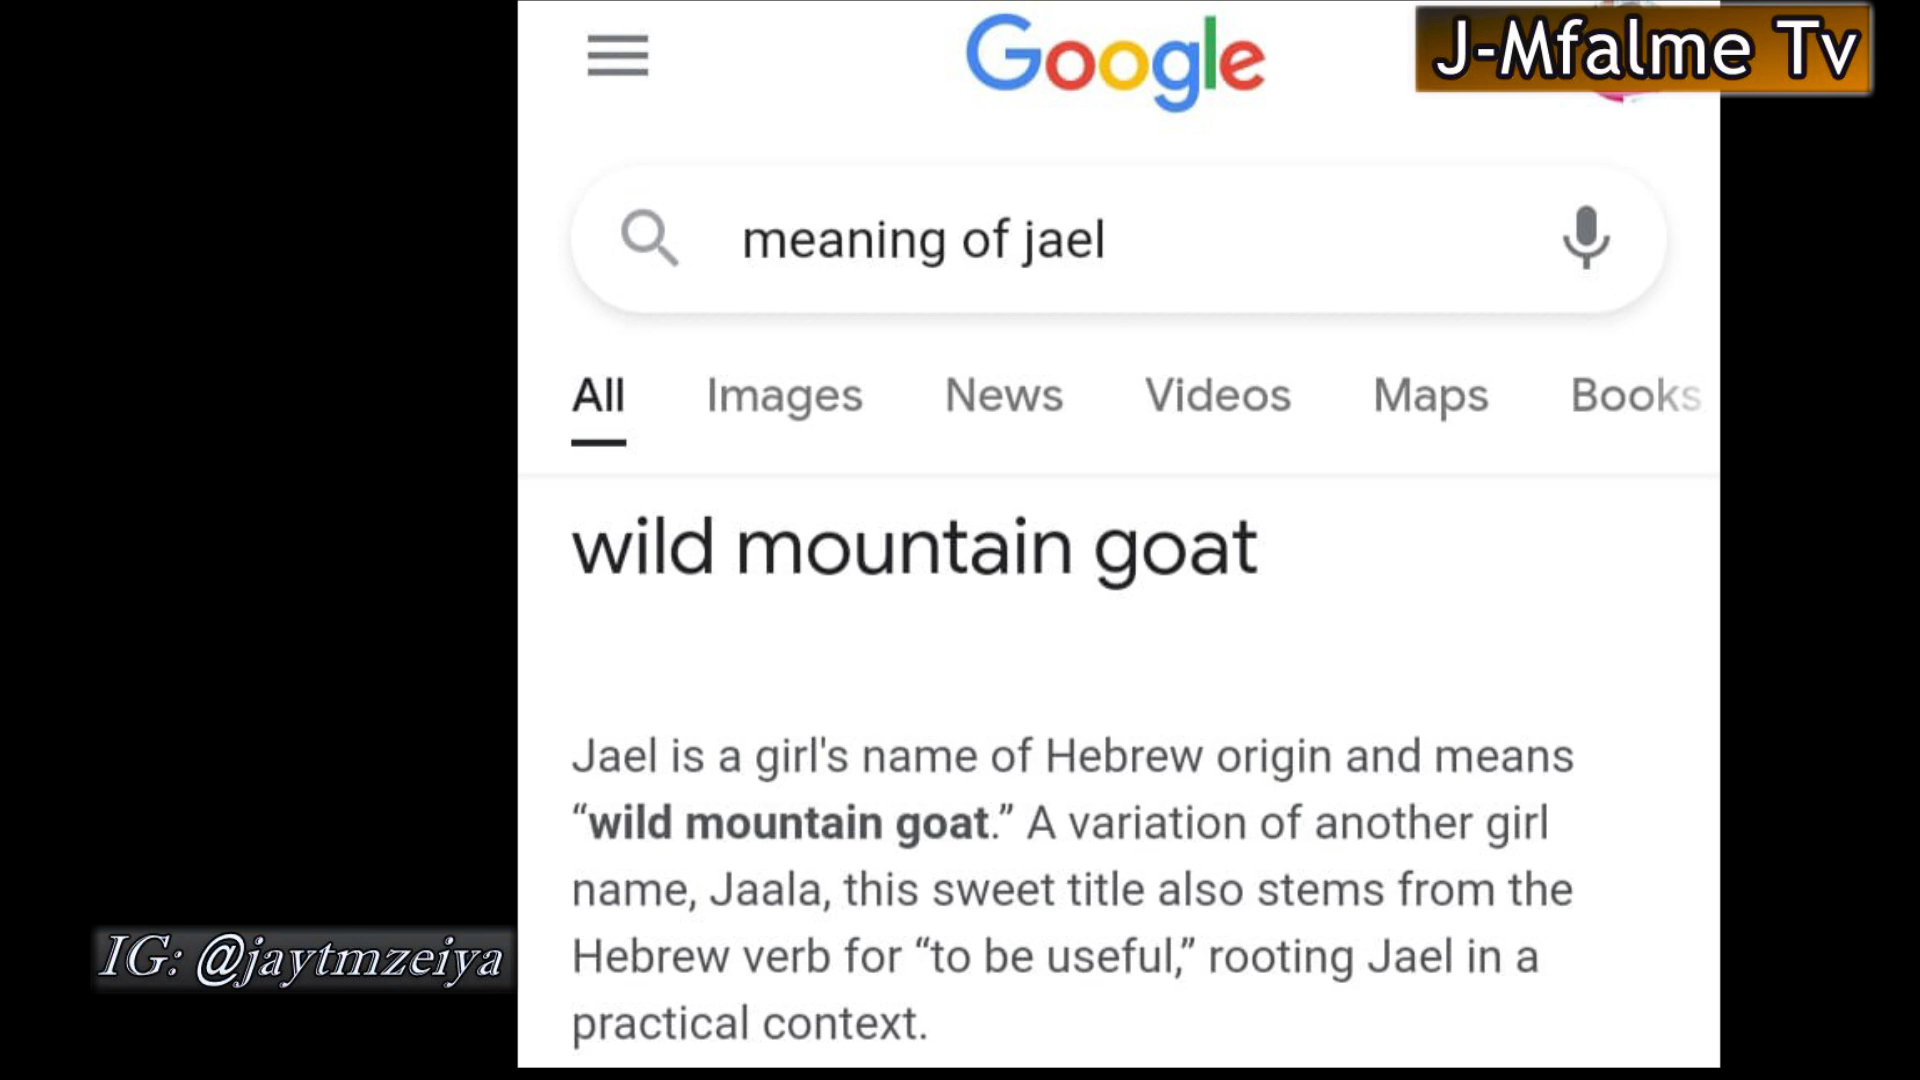 Google
J-Mfalme Tv
meaning of jael
All Images News Videos Maps Books
wild mountain goat
Jael is a girl's name of Hebrew origin and means
“wild mountain goat.” A variation of another girl
name, Jaala, this sweet title also stems from the
Hebrew verb for “to be useful,” rooting Jael in a
practical context.
IG: @jaytmzeiya